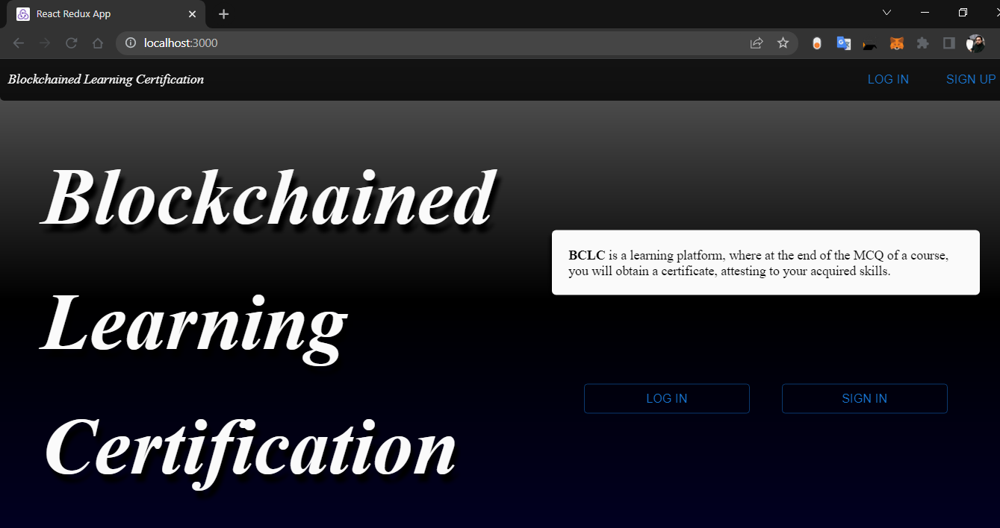 React Redux App
localhost:3000
Blockchained Learning Certification
LOG IN
SIGN UP
Blockchained
Learning
Certification
BCLC is a learning platform, where at the end of the MCQ of a course,
you will obtain a certificate, attesting to your acquired skills.
LOG IN
SIGN IN